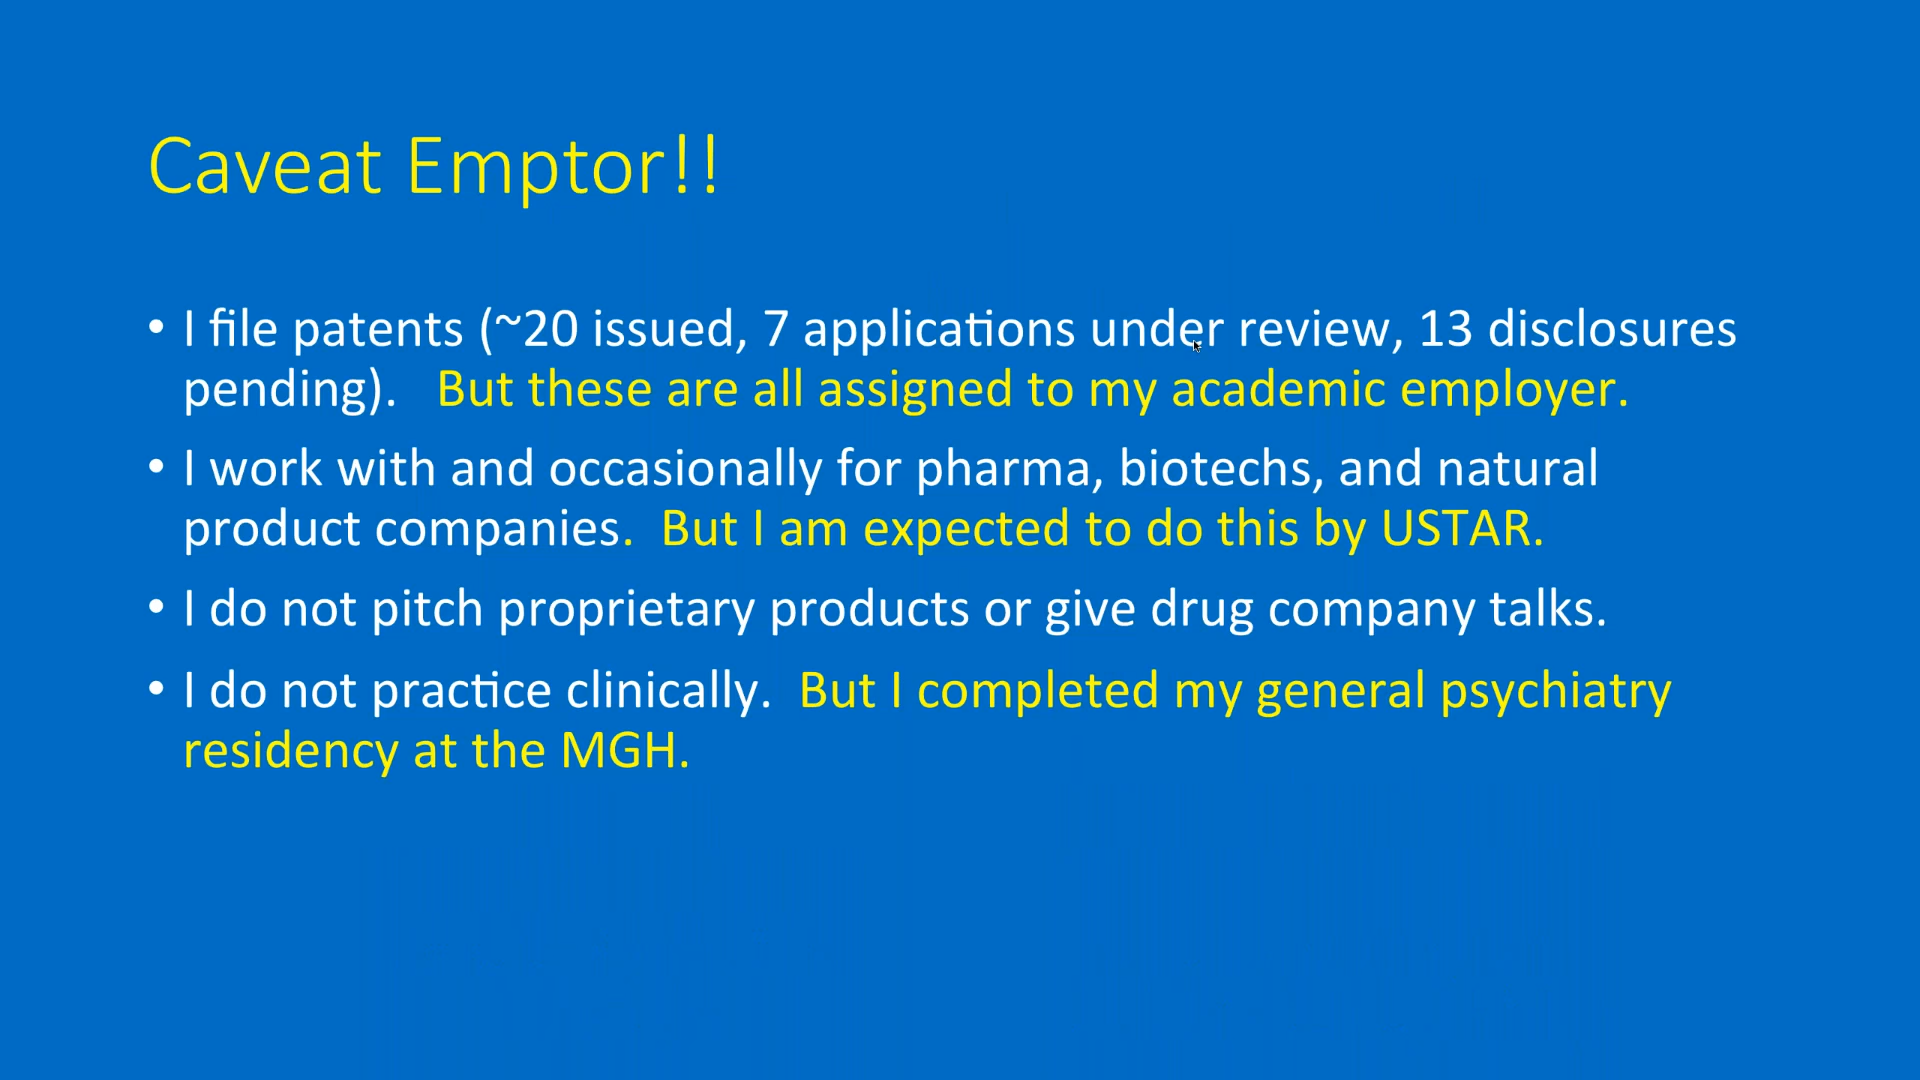 Caveat Emptor!!
• I file patents (~20 issued, 7 applications under review, 13 disclosures
pending). But these are all assigned to my academic employer.
• I work with and occasionally for pharma, biotechs, and natural
product companies. But I am expected to do this by USTAR.
• I do not pitch proprietary products or give drug company talks.
• I do not practice clinically. But I completed my general psychiatry
residency at the MGH.